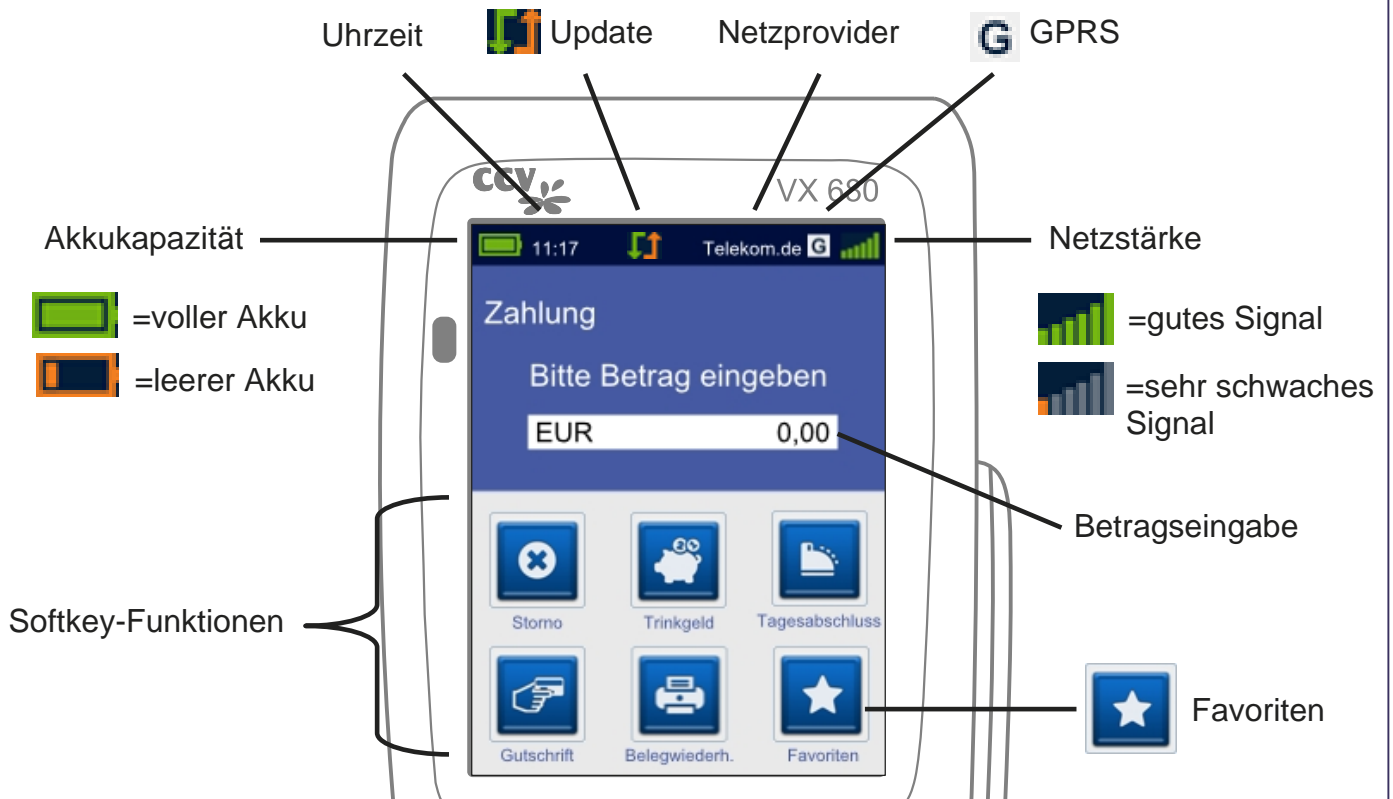 Uhrzeit
Update
Netzprovider
G GPRS
ccv
VX 680
Akkukapazität
11:17
Telekom.de G
Netzstärke
=voller Akku
=leerer Akku
Zahlung
Bitte Betrag eingeben
EUR 0,00
=gutes Signal
=sehr schwaches
Signal
Betragseingabe
Softkey-Funktionen
Storno
Trinkgeld
Tagesabschluss
Gutschrift
Belegwiederh.
Favoriten
Favoriten